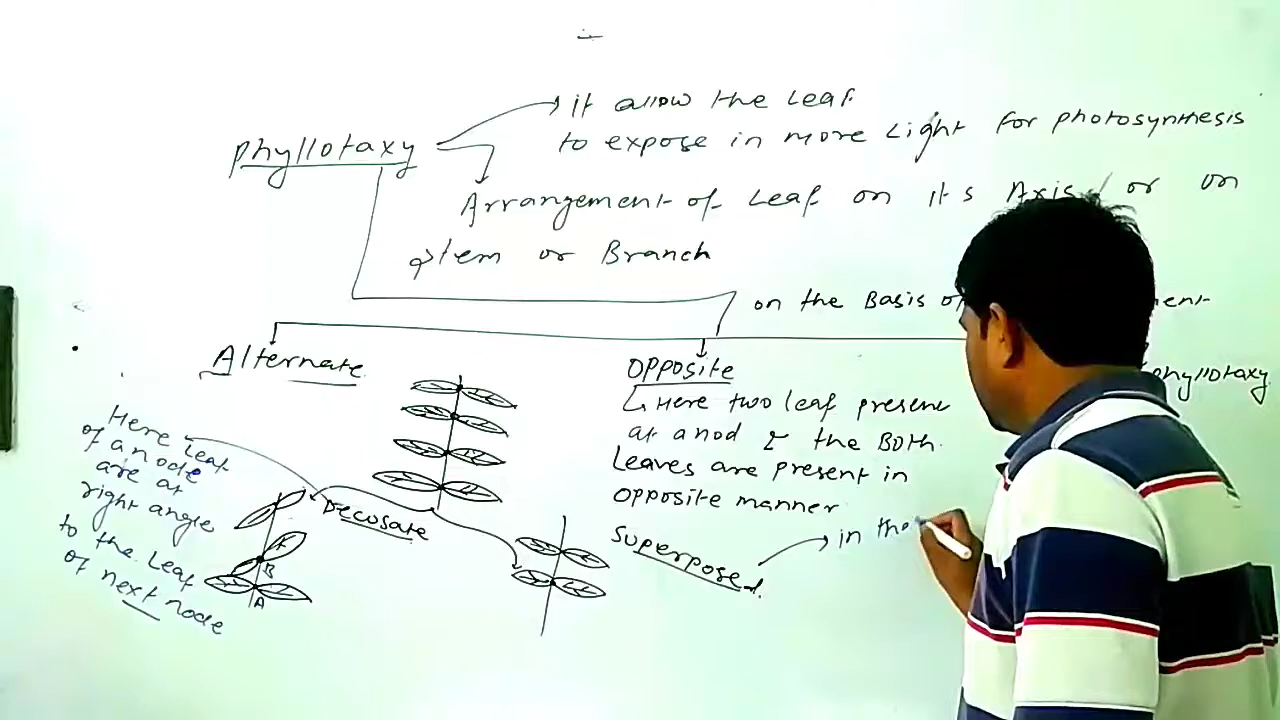 phyllotaxy
it allow the Leaf
to expose in more Light for photosynthesis
Arrangement of Leaf on it's Axis or on
stem or Branch
on the Basis of
ent
phyllotaxy
Alternate
Opposite
Here two leaf present
at a nod & the Both
Leaves are present in
opposite manner
Superposed
in the
Here Leaf
of a node
are at
right angle
to the Leaf
of next node
Decusate
A
B
A